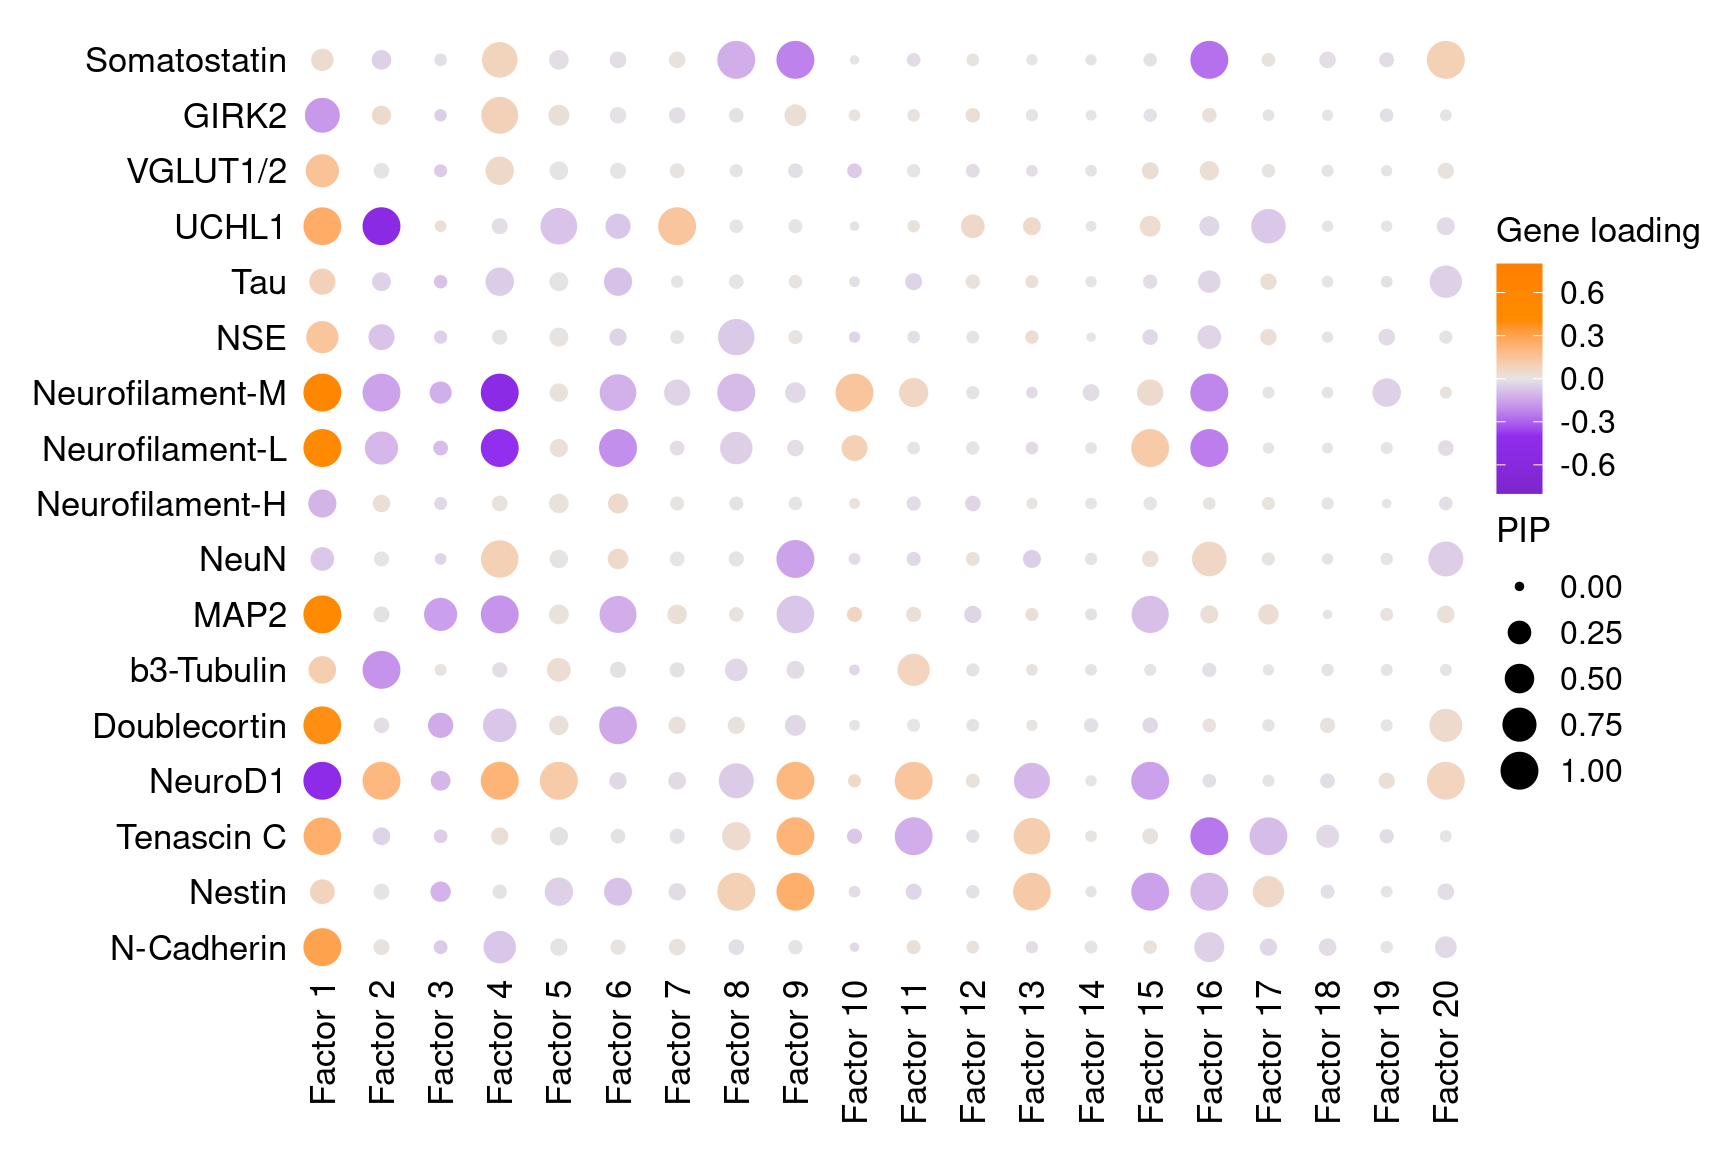 Somatostatin
GIRK2
VGLUT1/2
UCHL1
Tau
NSE
Neurofilament-M
Neurofilament-L
Neurofilament-H
NeuN
MAP2
b3-Tubulin
Doublecortin
NeuroD1
Tenascin C
Nestin
N-Cadherin
Factor 1
Factor 2
Factor 3
Factor 4
Factor 5
Factor 6
Factor 7
Factor 8
Factor 9
Factor 10
Factor 11
Factor 12
Factor 13
Factor 14
Factor 15
Factor 16
Factor 17
Factor 18
Factor 19
Factor 20
Gene loading
0.6
0.3
0.0
-0.3
-0.6
PIP
0.00
0.25
0.50
0.75
1.00